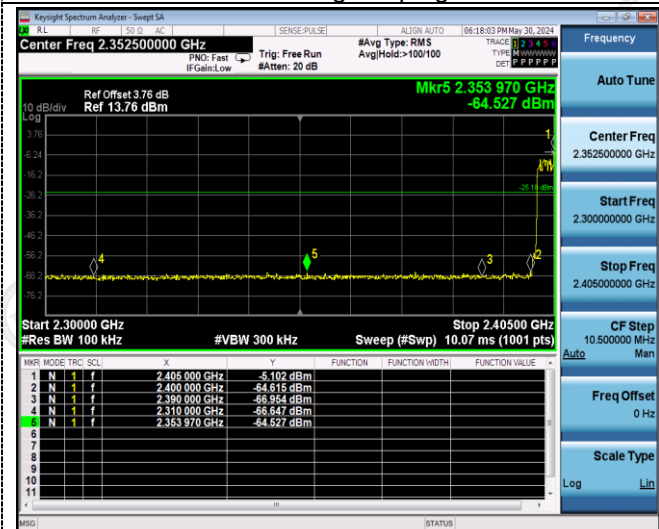 Keysight Spectrum Analyzer - Swept SA
RL RF 50 Ω AC SENSE:PULSE ALIGN AUTO 06:18:03 PM May 30, 2024
Center Freq 2.352500000 GHz
PNO: Fast
IFGain:Low
Trig: Free Run
#Atten: 20 dB
#Avg Type: RMS
Avg|Hold:>100/100
TRACE 1 2 3 4 5 6
TYPE MWWWWW
DET P P P P P P
Ref Offset 3.76 dB
Ref 13.76 dBm
10 dB/div
Log
Mkr5 2.353 970 GHz
-64.527 dBm
3.76
-6.24
-16.2
-26.2
-36.2
-46.2
-56.2
-66.2
-76.2
1
-25.10 dBm
4
5
3
2
Start 2.30000 GHz
Stop 2.40500 GHz
#Res BW 100 kHz #VBW 300 kHz Sweep (#Swp) 10.07 ms (1001 pts)
MKR MODE TRC SCL X Y FUNCTION FUNCTION WIDTH FUNCTION VALUE
1 N 1 f 2.405 000 GHz -5.102 dBm
2 N 1 f 2.400 000 GHz -64.615 dBm
3 N 1 f 2.390 000 GHz -66.954 dBm
4 N 1 f 2.310 000 GHz -66.647 dBm
5 N 1 f 2.353 970 GHz -64.527 dBm
6
7
8
9
10
11
MSG STATUS
Frequency
Auto Tune
Center Freq
2.352500000 GHz
Start Freq
2.300000000 GHz
Stop Freq
2.405000000 GHz
CF Step
10.500000 MHz
Auto Man
Freq Offset
0 Hz
Scale Type
Log Lin